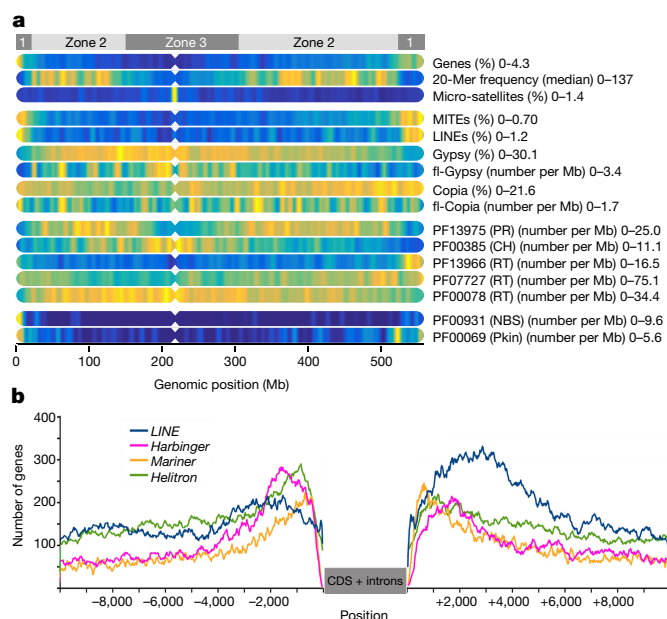 a
1 Zone 2 Zone 3 Zone 2 1
Genes (%) 0–4.3
20-Mer frequency (median) 0–137
Micro-satellites (%) 0–1.4
MITEs (%) 0–0.70
LINEs (%) 0–1.2
Gypsy (%) 0–30.1
fl-Gypsy (number per Mb) 0–3.4
Copia (%) 0–21.6
fl-Copia (number per Mb) 0–1.7
PF13975 (PR) (number per Mb) 0–25.0
PF00385 (CH) (number per Mb) 0–11.1
PF13966 (RT) (number per Mb) 0–16.5
PF07727 (RT) (number per Mb) 0–75.1
PF00078 (RT) (number per Mb) 0–34.4
PF00931 (NBS) (number per Mb) 0–9.6
PF00069 (Pkin) (number per Mb) 0–5.6
0 100 200 300 400 500
Genomic position (Mb)
b
Number of genes
400
300
200
100
LINE
Harbinger
Mariner
Helitron
CDS + introns
−8,000 −6,000 −4,000 −2,000 +2,000 +4,000 +6,000 +8,000
Position